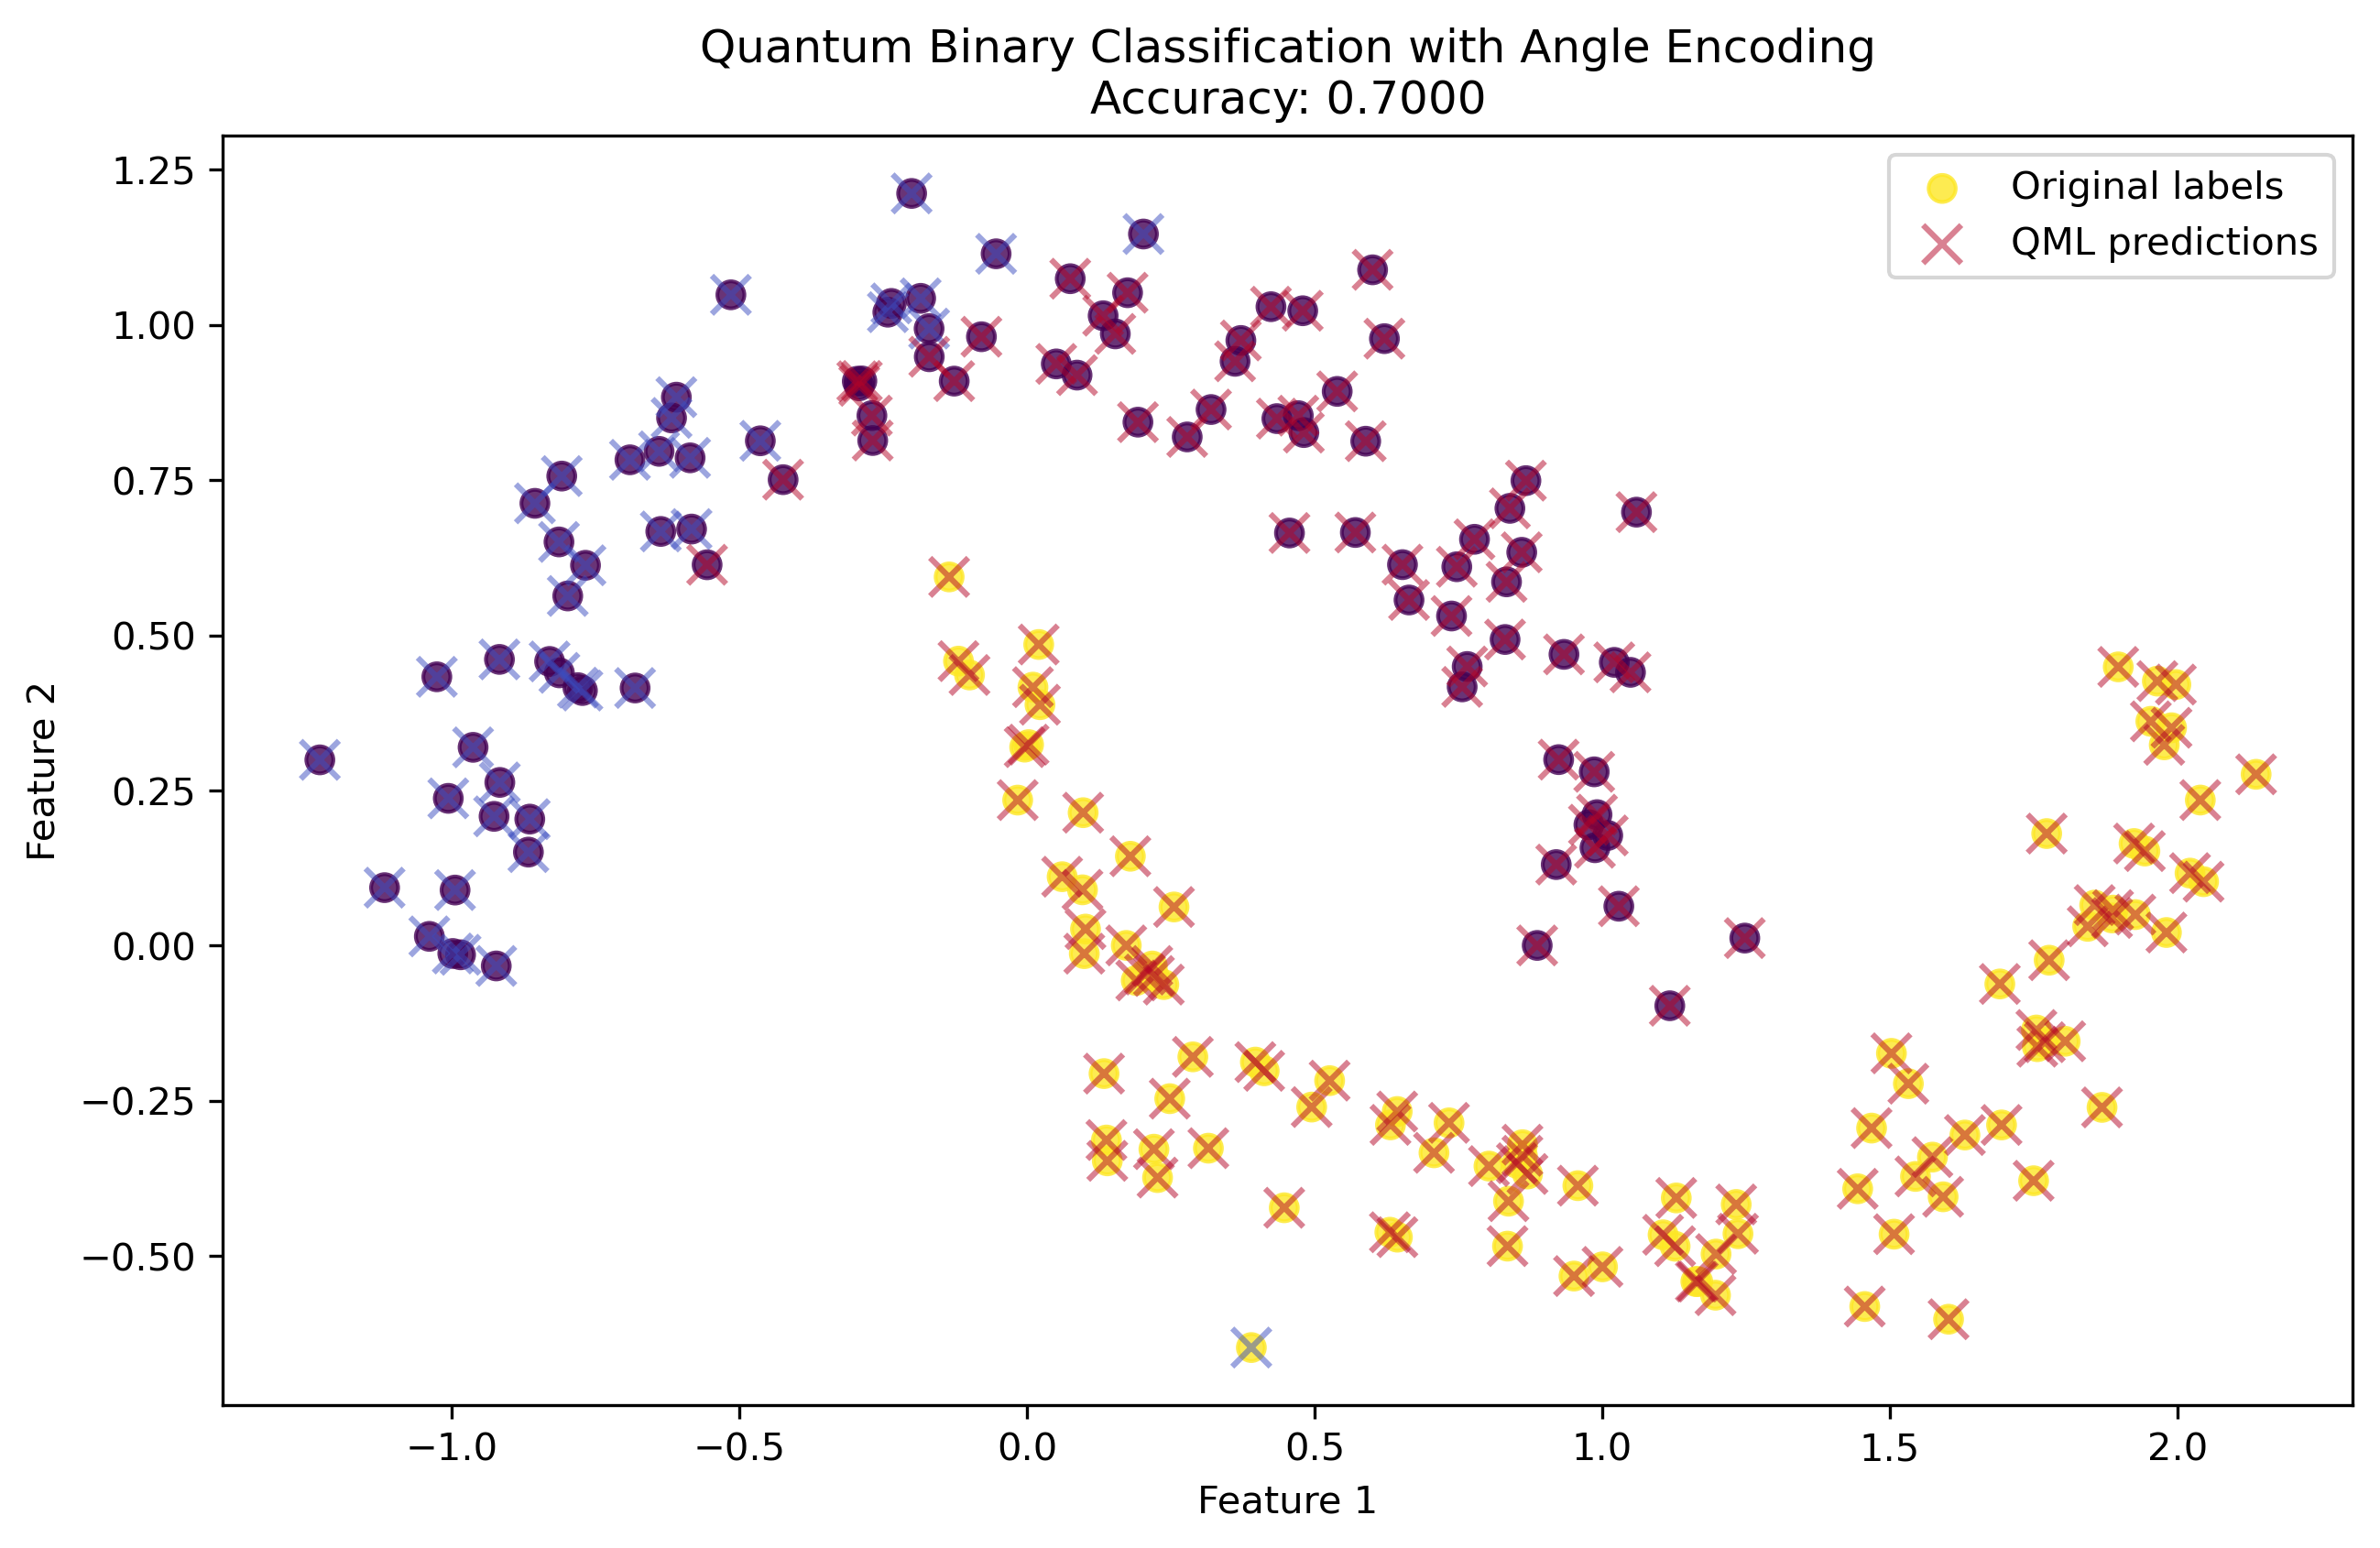 Quantum Binary Classification with Angle Encoding
Accuracy: 0.7000
Original labels
QML predictions
1.25
1.00
0.75
0.50
0.25
0.00
−0.25
−0.50
Feature 2
−1.0 −0.5 0.0 0.5 1.0 1.5 2.0
Feature 1